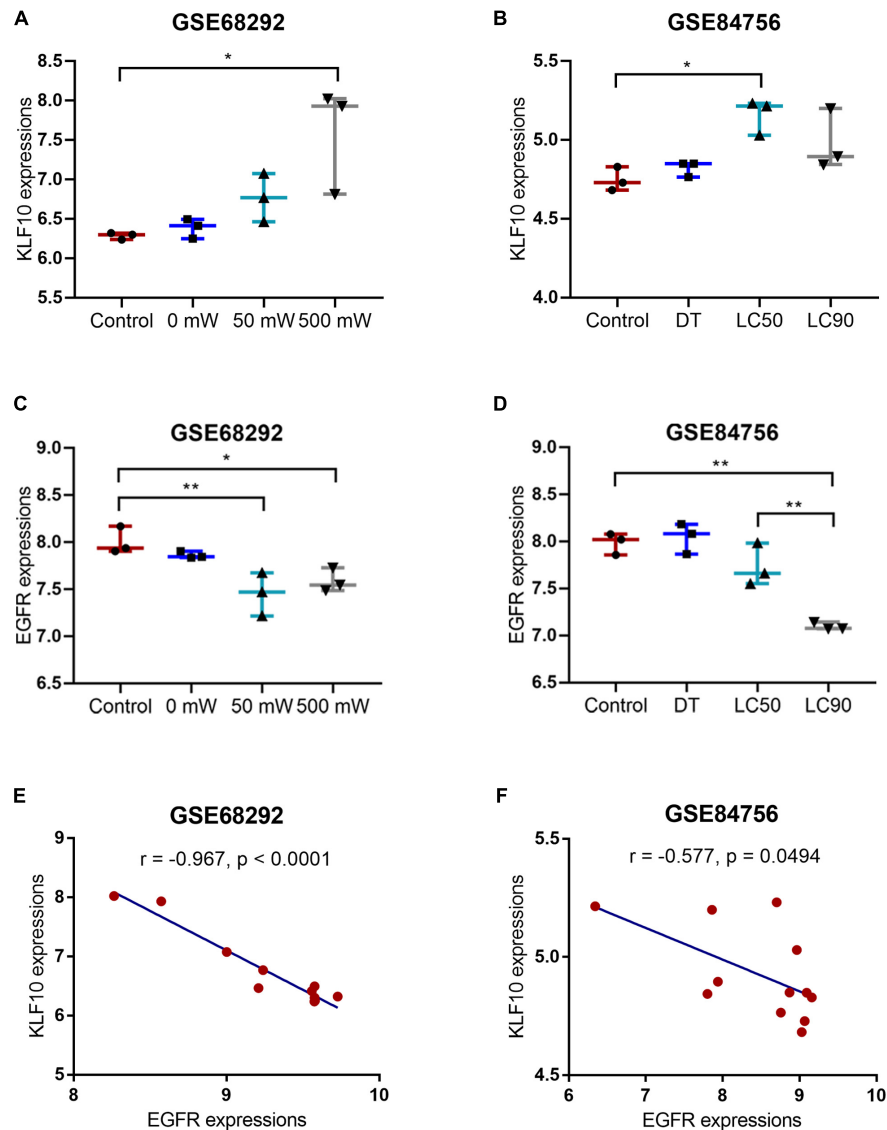 A
GSE68292
KLF10 expressions
8.5
8.0
7.5
7.0
6.5
6.0
5.5
*
Control 0 mW 50 mW 500 mW
B
GSE84756
KLF10 expressions
5.5
5.0
4.5
4.0
*
Control DT LC50 LC90
C
GSE68292
EGFR expressions
9.0
8.5
8.0
7.5
7.0
6.5
*
**
Control 0 mW 50 mW 500 mW
D
GSE84756
EGFR expressions
9.0
8.5
8.0
7.5
7.0
6.5
**
**
Control DT LC50 LC90
E
GSE68292
r = -0.967, p < 0.0001
KLF10 expressions
9
8
7
6
5
8 9 10
EGFR expressions
F
GSE84756
r = -0.577, p = 0.0494
KLF10 expressions
5.5
5.0
4.5
6 7 8 9 10
EGFR expressions